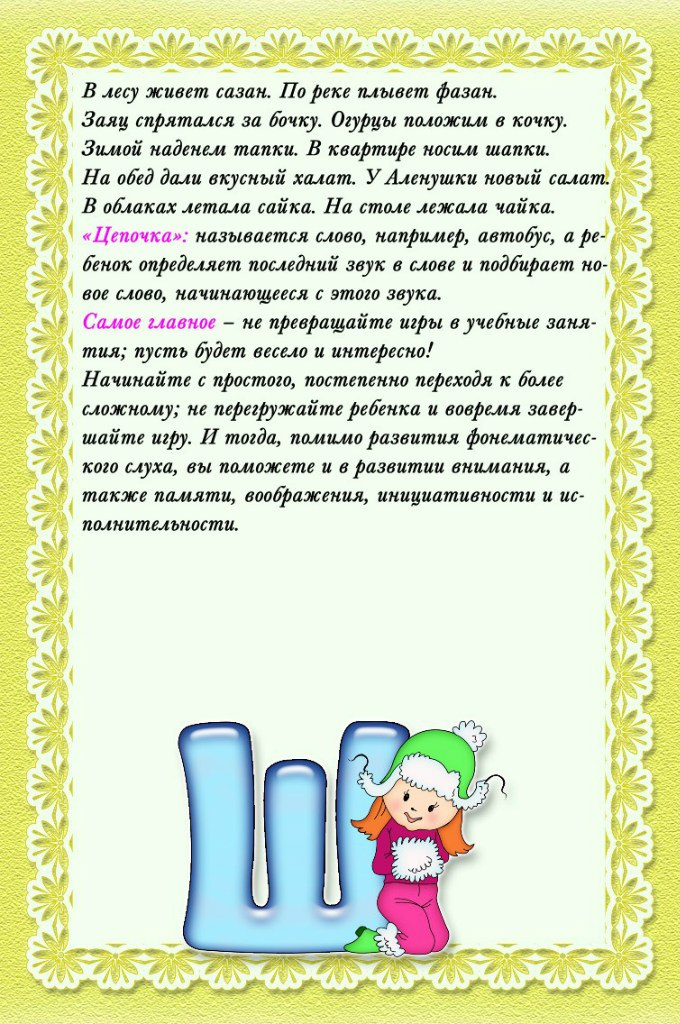 В лесу живет сазан. По реке плывет фазан.
Заяц спрятался за бочку. Огурцы положим в кочку.
Зимой наденем тапки. В квартире носим шапки.
На обед дали вкусный халат. У Аленушки новый салат.
В облаках летала сайка. На столе лежала чайка.
«Цепочка»: называется слово, например, автобус, а ре-
бенок определяет последний звук в слове и подбирает но-
вое слово, начинающееся с этого звука.
Самое главное – не превращайте игры в учебные заня-
тия; пусть будет весело и интересно!
Начинайте с простого, постепенно переходя к более
сложному; не перегружайте ребенка и вовремя завер-
шайте игру. И тогда, помимо развития фонематичес-
кого слуха, вы поможете и в развитии внимания, а
также памяти, воображения, инициативности и ис-
полнительности.
Ш